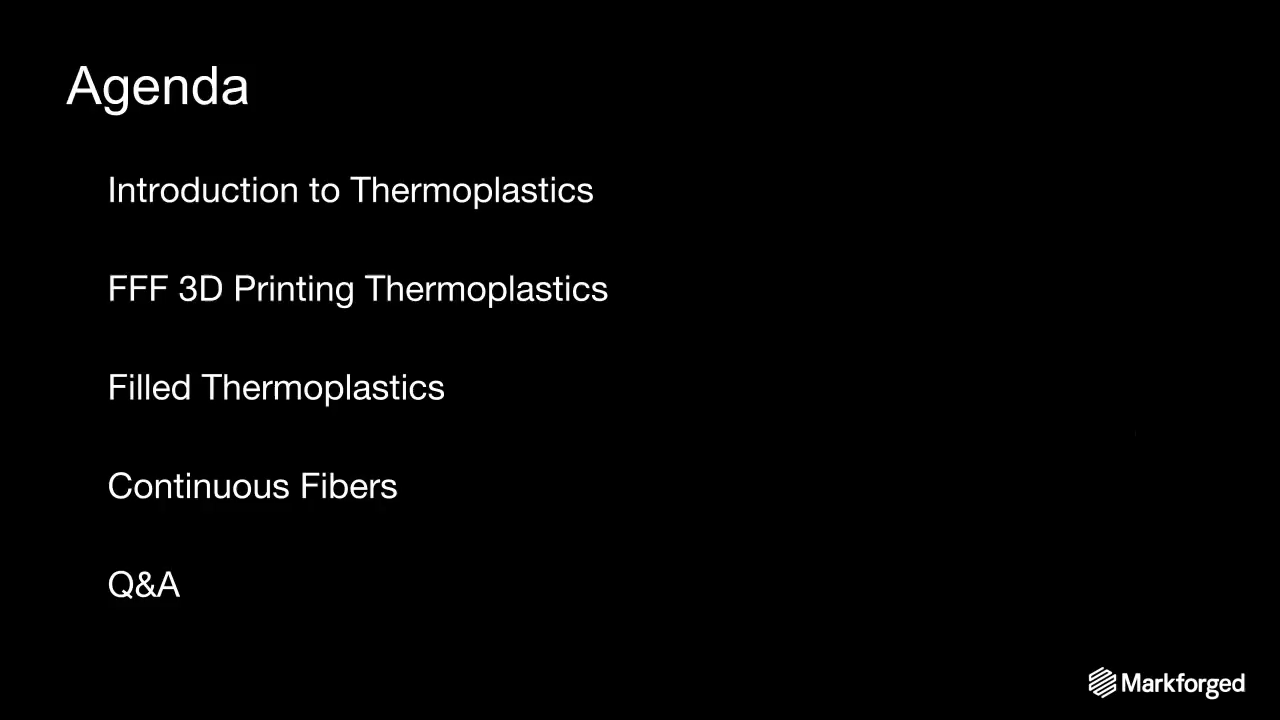 Agenda
Introduction to Thermoplastics
FFF 3D Printing Thermoplastics
Filled Thermoplastics
Continuous Fibers
Q&A
Markforged